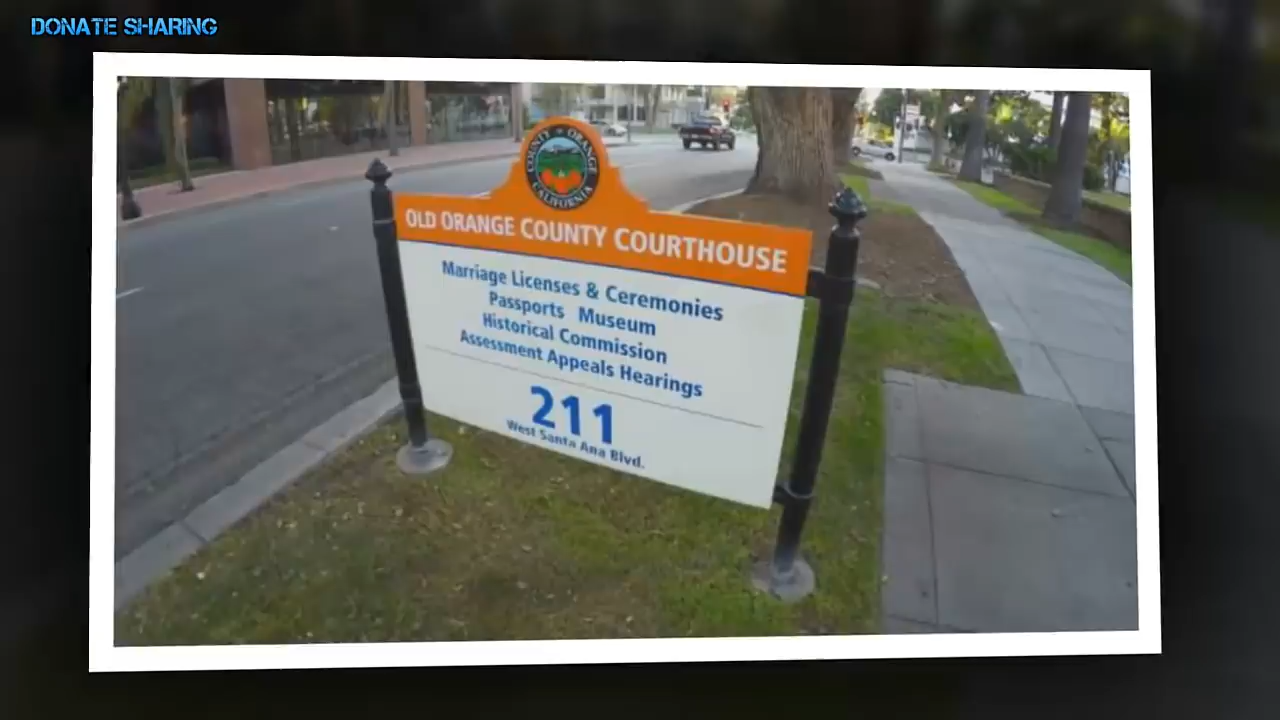 DONATE SHARING
COUNTY • ORANGE
CALIFORNIA
OLD ORANGE COUNTY COURTHOUSE
Marriage Licenses & Ceremonies
Passports Museum
Historical Commission
Assessment Appeals Hearings
211
West Santa Ana Blvd.